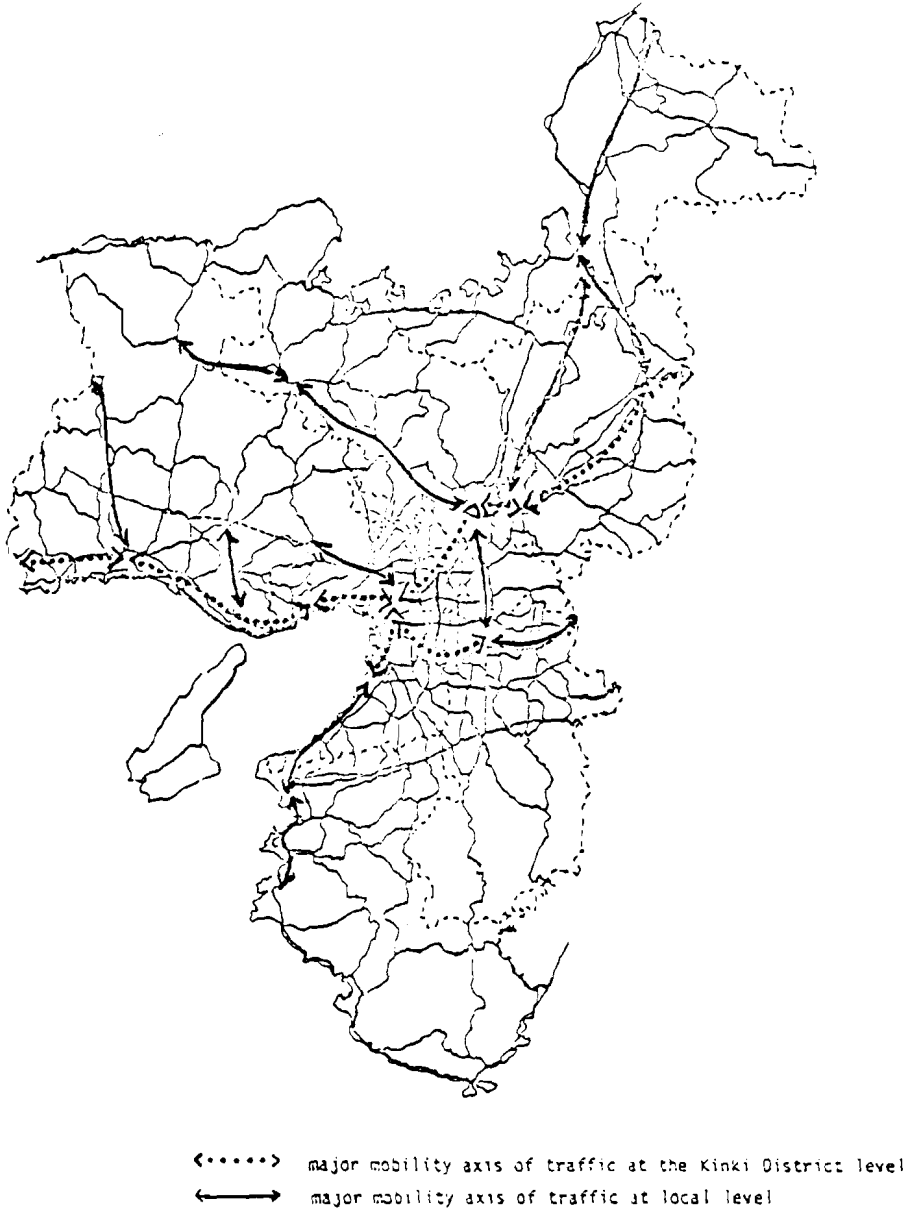 major mobility axis of traffic at the Kinki District level
major mobility axis of traffic at local level